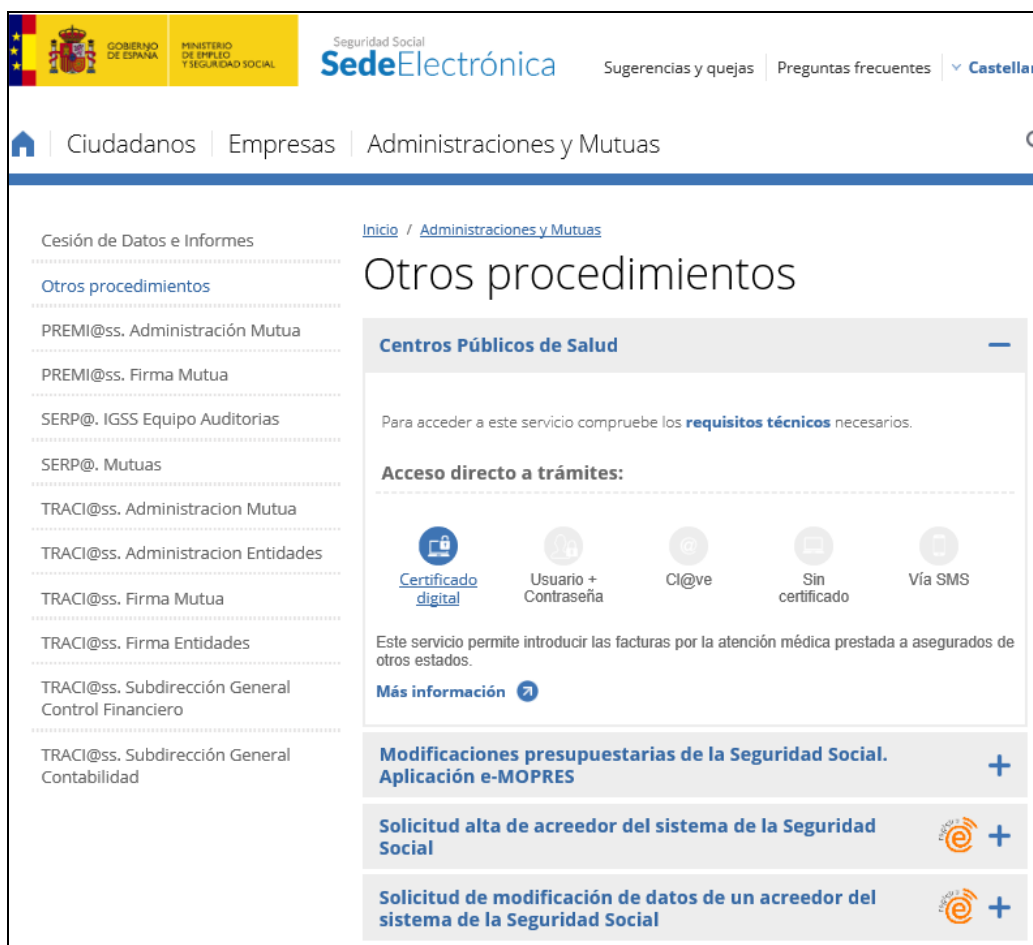 GOBIERNO
DE ESPAÑA
MINISTERIO
DE EMPLEO
Y SEGURIDAD SOCIAL
Seguridad Social
SedeElectrónica
Sugerencias y quejas
Preguntas frecuentes
Castella
Ciudadanos
Empresas
Administraciones y Mutuas
Cesión de Datos e Informes
Otros procedimientos
PREMI@ss. Administración Mutua
PREMI@ss. Firma Mutua
SERP@. IGSS Equipo Auditorias
SERP@. Mutuas
TRACI@ss. Administracion Mutua
TRACI@ss. Administracion Entidades
TRACI@ss. Firma Mutua
TRACI@ss. Firma Entidades
TRACI@ss. Subdirección General
Control Financiero
TRACI@ss. Subdirección General
Contabilidad
Inicio / Administraciones y Mutuas
Otros procedimientos
Centros Públicos de Salud
Para acceder a este servicio compruebe los requisitos técnicos necesarios.
Acceso directo a trámites:
Certificado
digital
Usuario +
Contraseña
Cl@ve
Sin
certificado
Vía SMS
Este servicio permite introducir las facturas por la atención médica prestada a asegurados de
otros estados.
Más información
Modificaciones presupuestarias de la Seguridad Social.
Aplicación e-MOPRES
Solicitud alta de acreedor del sistema de la Seguridad
Social
Solicitud de modificación de datos de un acreedor del
sistema de la Seguridad Social